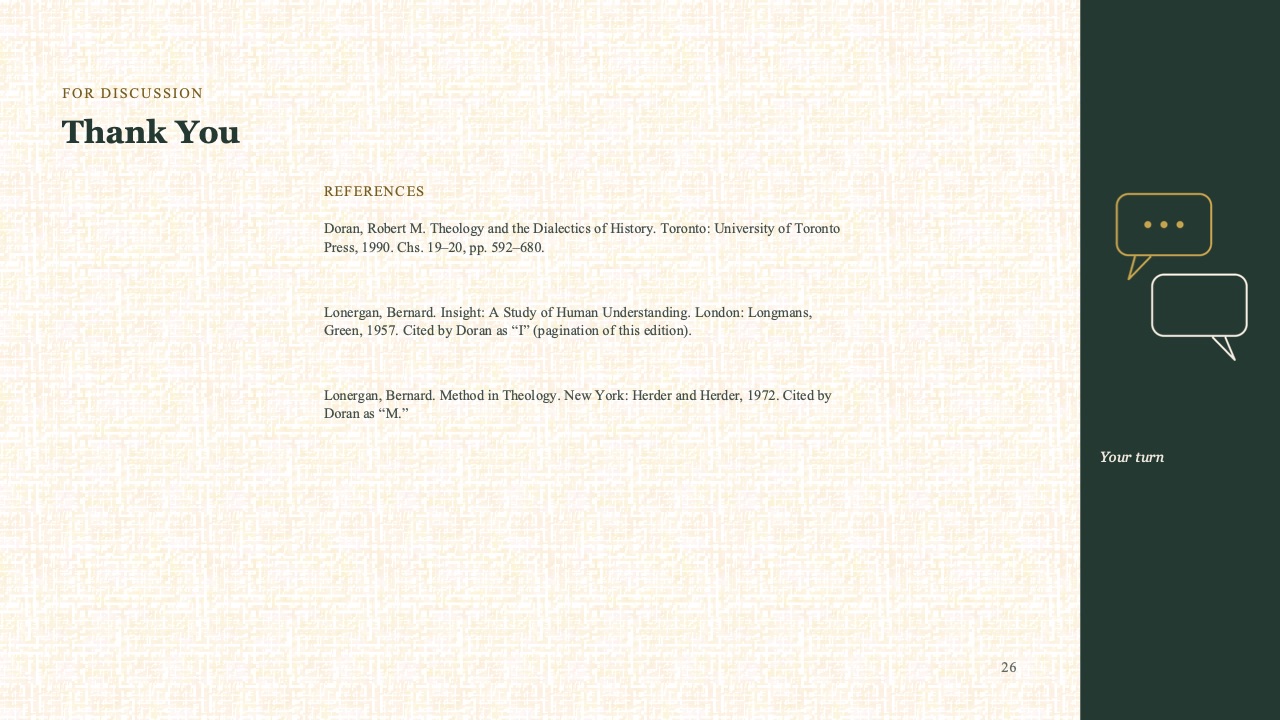 FOR DISCUSSION
Thank You
REFERENCES
Doran, Robert M. Theology and the Dialectics of History. Toronto: University of Toronto
Press, 1990. Chs. 19–20, pp. 592–680.
Lonergan, Bernard. Insight: A Study of Human Understanding. London: Longmans,
Green, 1957. Cited by Doran as “I” (pagination of this edition).
Lonergan, Bernard. Method in Theology. New York: Herder and Herder, 1972. Cited by
Doran as “M.”
Your turn
26